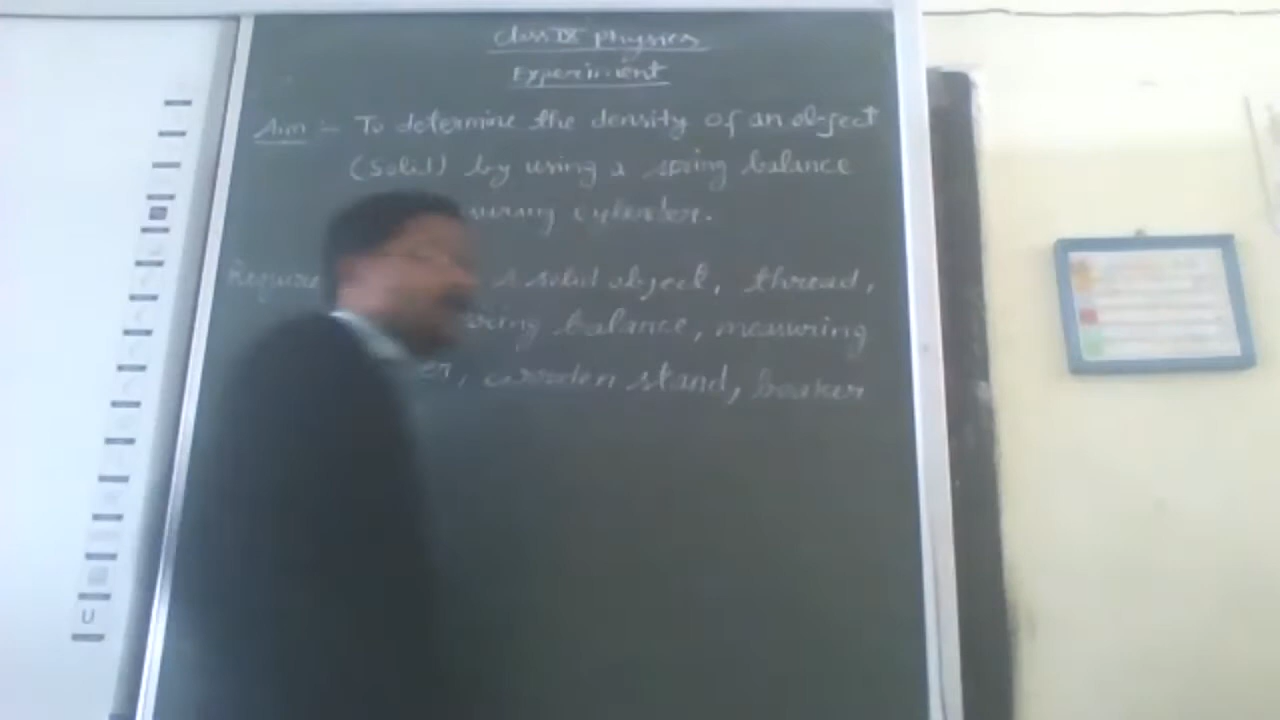 Class IX Physics
Experiment
Aim :- To determine the density of an object
(Solid) by using a spring balance
suring cylinder.
Require A solid object, thread,
pring balance, measuring
er, wooden stand, beaker
U